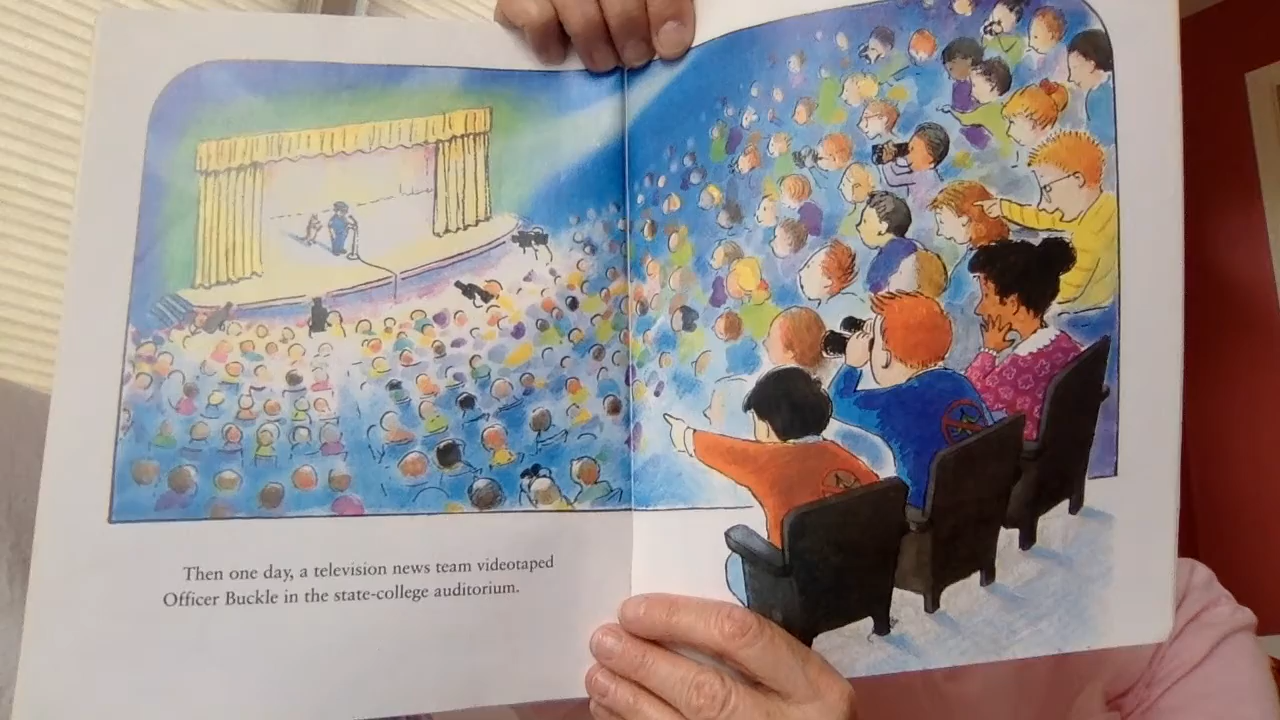 Then one day, a television news team videotaped
Officer Buckle in the state-college auditorium.